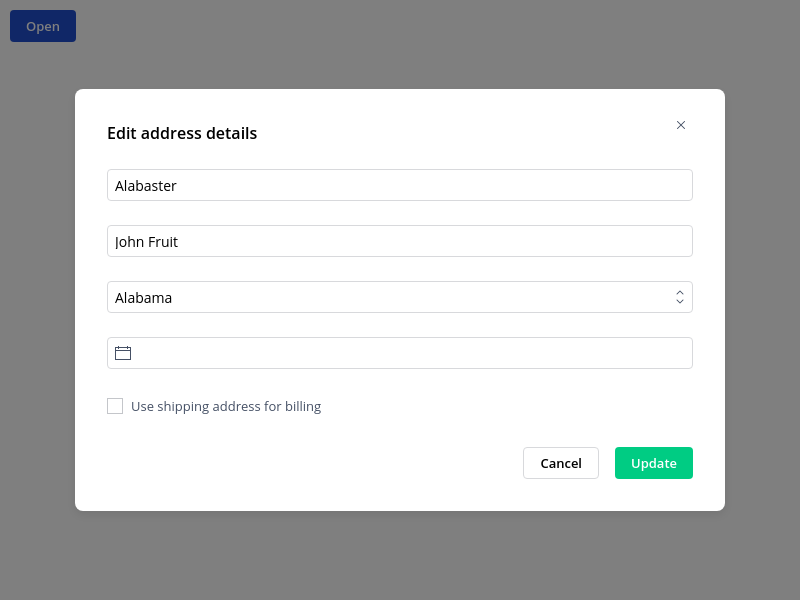 Open
Edit address details
Alabaster
John Fruit
Alabama
Use shipping address for billing
Cancel
Update